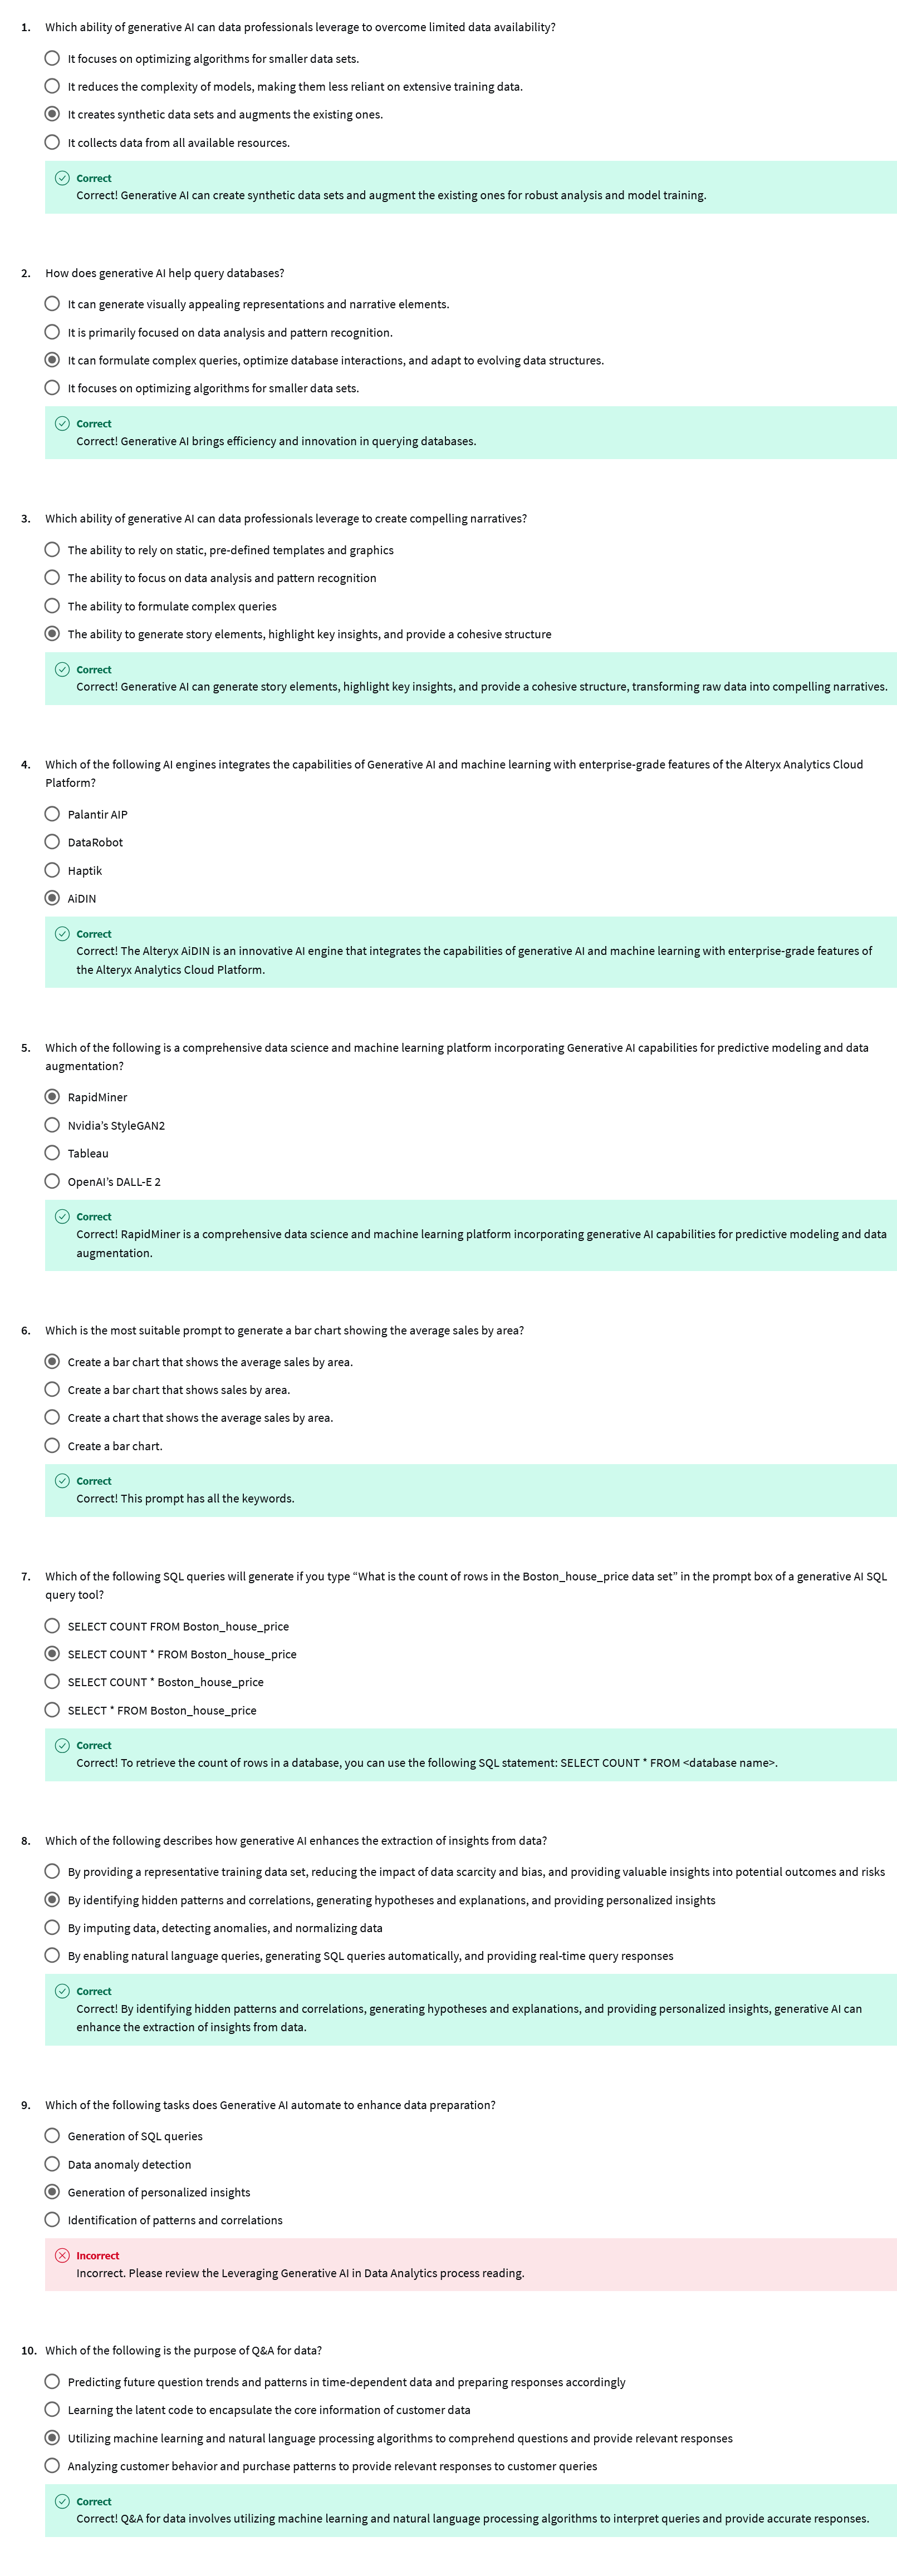 1. Which ability of generative AI can data professionals leverage to overcome limited data availability?
It focuses on optimizing algorithms for smaller data sets.
It reduces the complexity of models, making them less reliant on extensive training data.
It creates synthetic data sets and augments the existing ones.
It collects data from all available resources.
Correct
Correct! Generative AI can create synthetic data sets and augment the existing ones for robust analysis and model training.
2. How does generative AI help query databases?
It can generate visually appealing representations and narrative elements.
It is primarily focused on data analysis and pattern recognition.
It can formulate complex queries, optimize database interactions, and adapt to evolving data structures.
It focuses on optimizing algorithms for smaller data sets.
Correct
Correct! Generative AI brings efficiency and innovation in querying databases.
3. Which ability of generative AI can data professionals leverage to create compelling narratives?
The ability to rely on static, pre-defined templates and graphics
The ability to focus on data analysis and pattern recognition
The ability to formulate complex queries
The ability to generate story elements, highlight key insights, and provide a cohesive structure
Correct
Correct! Generative AI can generate story elements, highlight key insights, and provide a cohesive structure, transforming raw data into compelling narratives.
4. Which of the following AI engines integrates the capabilities of Generative AI and machine learning with enterprise-grade features of the Alteryx Analytics Cloud
Platform?
Palantir AIP
DataRobot
Haptik
AiDIN
Correct
Correct! The Alteryx AiDIN is an innovative AI engine that integrates the capabilities of generative AI and machine learning with enterprise-grade features of
the Alteryx Analytics Cloud Platform.
5. Which of the following is a comprehensive data science and machine learning platform incorporating Generative AI capabilities for predictive modeling and data
augmentation?
RapidMiner
Nvidia's StyleGAN2
Tableau
OpenAI's DALL-E 2
Correct
Correct! RapidMiner is a comprehensive data science and machine learning platform incorporating generative AI capabilities for predictive modeling and data
augmentation.
6. Which is the most suitable prompt to generate a bar chart showing the average sales by area?
Create a bar chart that shows the average sales by area.
Create a bar chart that shows sales by area.
Create a chart that shows the average sales by area.
Create a bar chart.
Correct
Correct! This prompt has all the keywords.
7. Which of the following SQL queries will generate if you type “What is the count of rows in the Boston_house_price data set” in the prompt box of a generative AI SQL
query tool?
SELECT COUNT FROM Boston_house_price
SELECT COUNT * FROM Boston_house_price
SELECT COUNT * Boston_house_price
SELECT * FROM Boston_house_price
Correct
Correct! To retrieve the count of rows in a database, you can use the following SQL statement: SELECT COUNT * FROM <database name>.
8. Which of the following describes how generative AI enhances the extraction of insights from data?
By providing a representative training data set, reducing the impact of data scarcity and bias, and providing valuable insights into potential outcomes and risks
By identifying hidden patterns and correlations, generating hypotheses and explanations, and providing personalized insights
By imputing data, detecting anomalies, and normalizing data
By enabling natural language queries, generating SQL queries automatically, and providing real-time query responses
Correct
Correct! By identifying hidden patterns and correlations, generating hypotheses and explanations, and providing personalized insights, generative AI can
enhance the extraction of insights from data.
9. Which of the following tasks does Generative AI automate to enhance data preparation?
Generation of SQL queries
Data anomaly detection
Generation of personalized insights
Identification of patterns and correlations
Incorrect
Incorrect. Please review the Leveraging Generative AI in Data Analytics process reading.
10. Which of the following is the purpose of Q&A for data?
Predicting future question trends and patterns in time-dependent data and preparing responses accordingly
Learning the latent code to encapsulate the core information of customer data
Utilizing machine learning and natural language processing algorithms to comprehend questions and provide relevant responses
Analyzing customer behavior and purchase patterns to provide relevant responses to customer queries
Correct
Correct! Q&A for data involves utilizing machine learning and natural language processing algorithms to interpret queries and provide accurate responses.